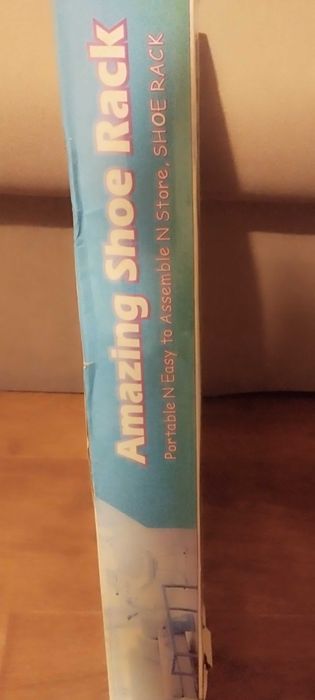 Amazing Shoe Rack
Portable N Easy to Assemble N Store, SHOE RACK